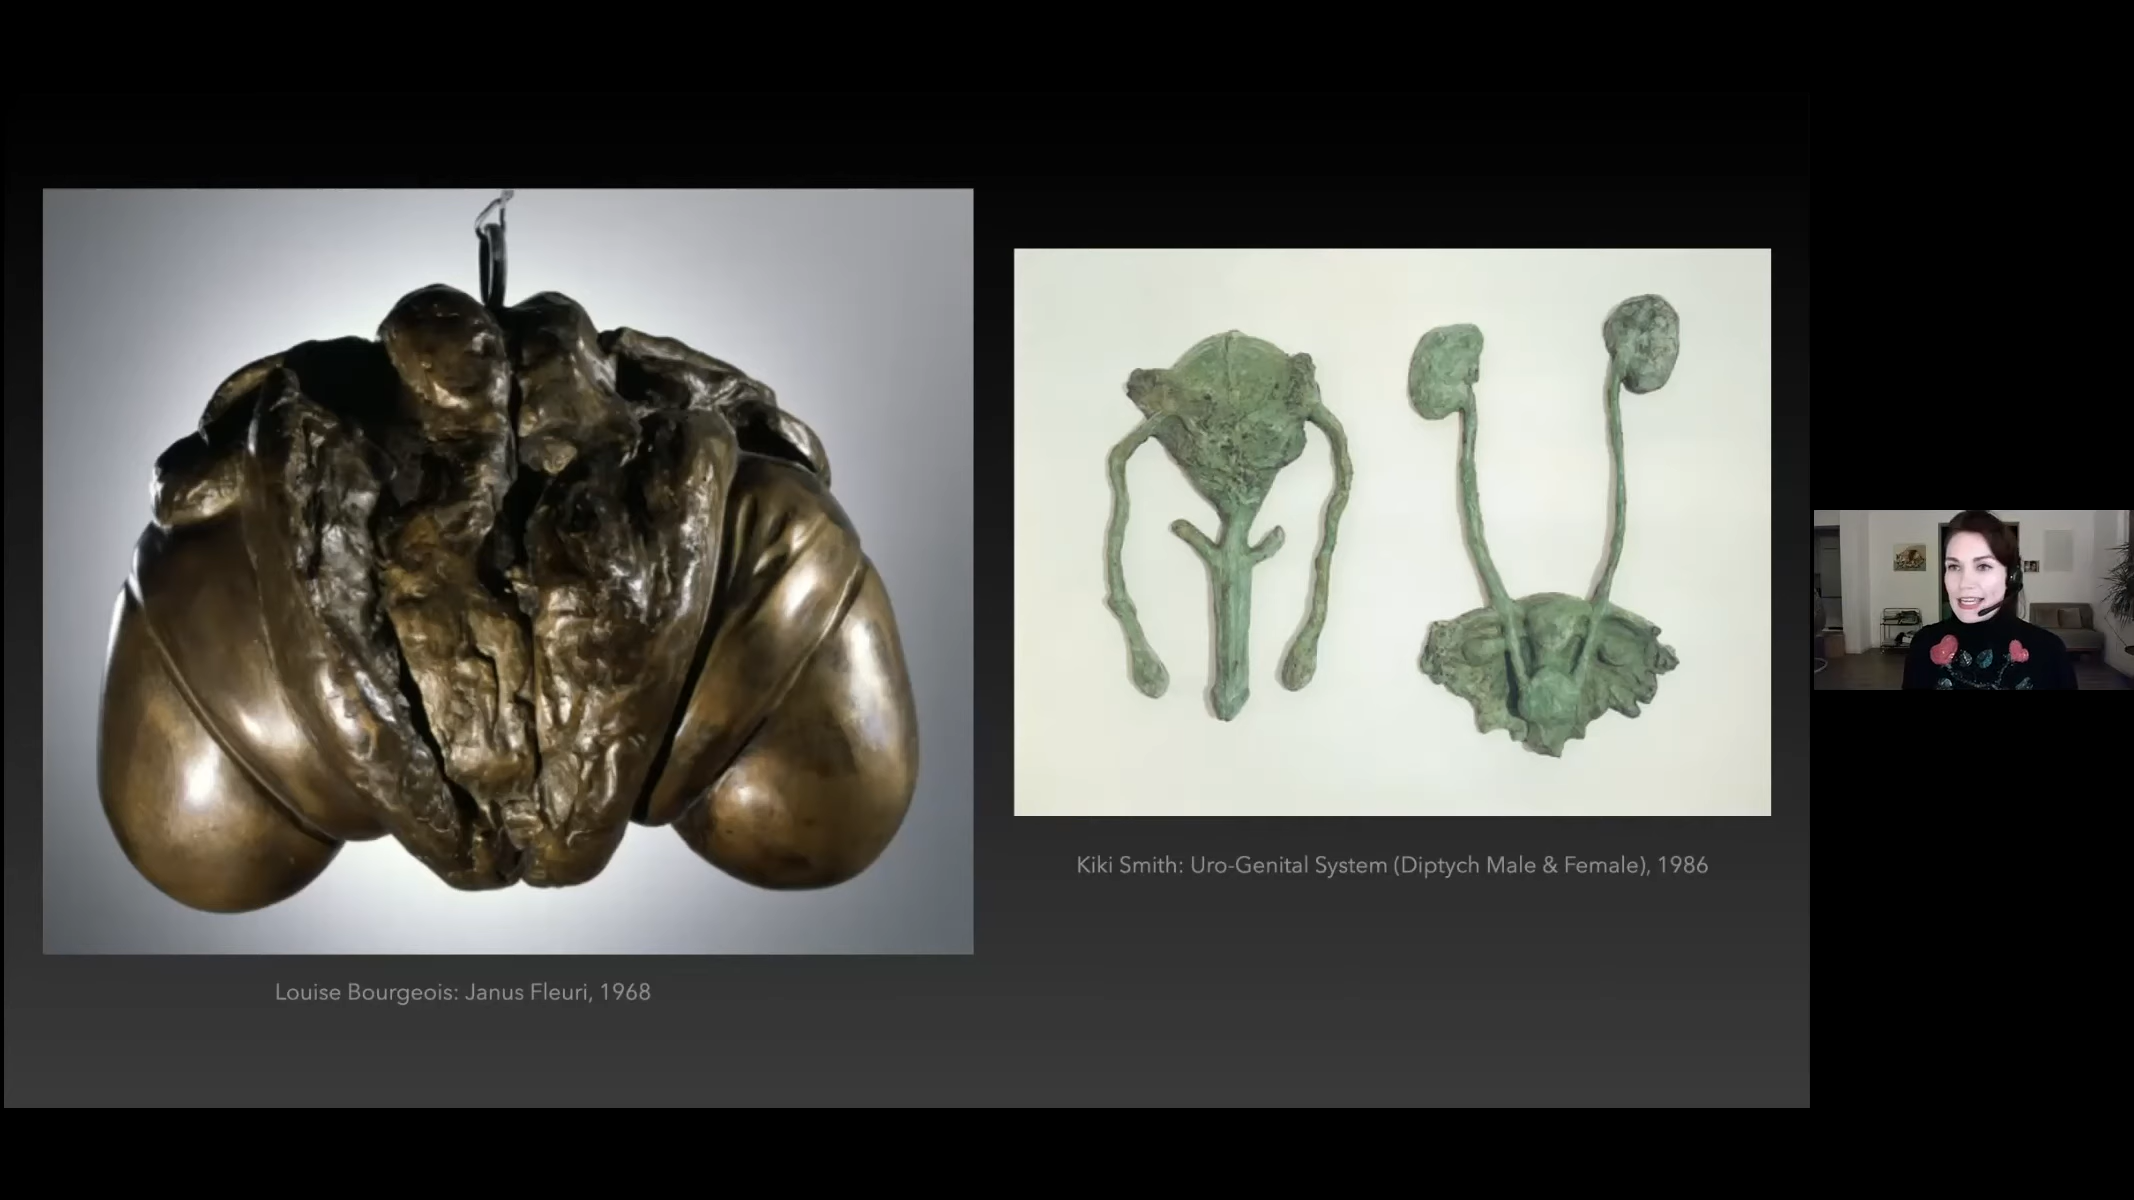 Louise Bourgeois: Janus Fleuri, 1968
Kiki Smith: Uro-Genital System (Diptych Male & Female), 1986